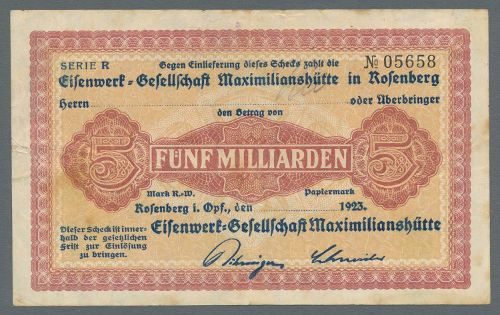 SERIE R
Gegen Einlieferung dieses Schecks zahlt die
№ 05658
Eisenwerk-Gesellschaft Maximilianshütte in Rosenberg
Herrn oder Überbringer
den Betrag von
5 FÜNF MILLIARDEN 5
Mark R.-W. Papiermark
Rosenberg i. Opf., den 1923.
Dieser Scheck ist inner-
halb der gesetzlichen
Frist zur Einlösung
zu bringen.
Eisenwerk-Gesellschaft Maximilianshütte